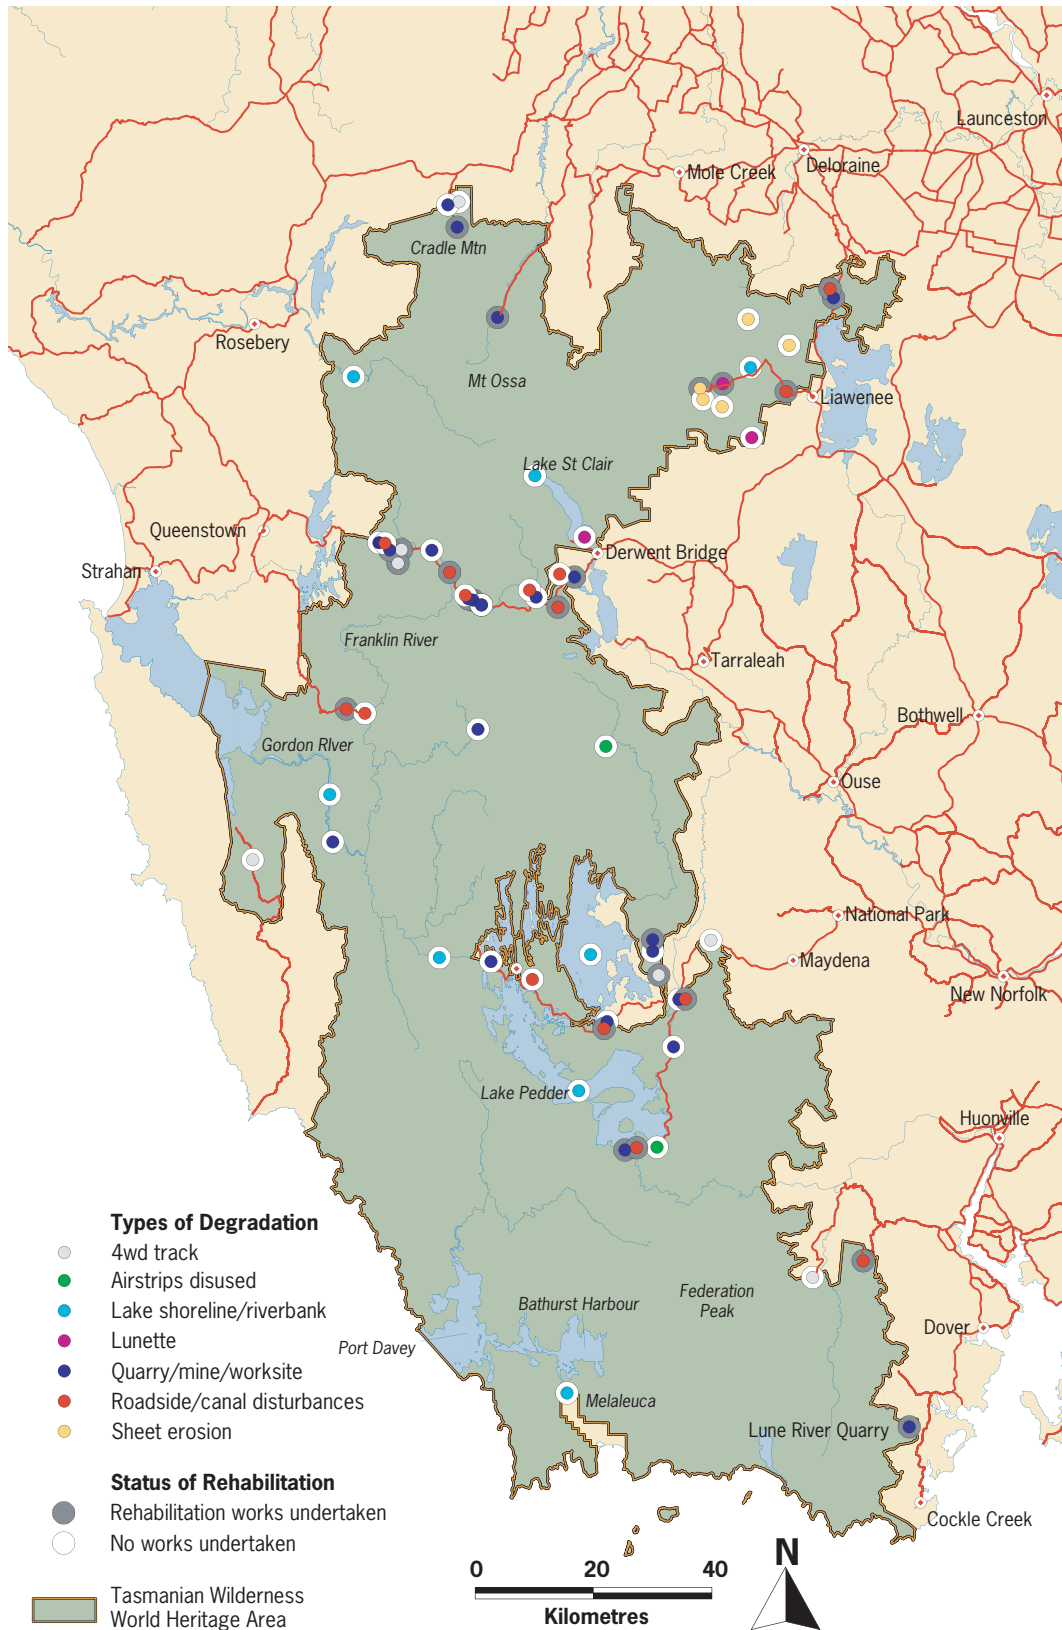 Launceston
Deloraine
Mole Creek
Cradle Mtn
Rosebery
Mt Ossa
Liawenee
Lake St Clair
Queenstown
Derwent Bridge
Strahan
Franklin River
Tarraleah
Bothwell
Gordon RIver
Ouse
National Park
Maydena
New Norfolk
Lake Pedder
Huonville
Types of Degradation
4wd track
Airstrips disused
Lake shoreline/riverbank
Lunette
Quarry/mine/worksite
Roadside/canal disturbances
Sheet erosion
Federation
Peak
Bathurst Harbour
Dover
Port Davey
Melaleuca
Lune River Quarry
Status of Rehabilitation
Rehabilitation works undertaken
No works undertaken
Cockle Creek
Tasmanian Wilderness
World Heritage Area
0 20 40
Kilometres
N